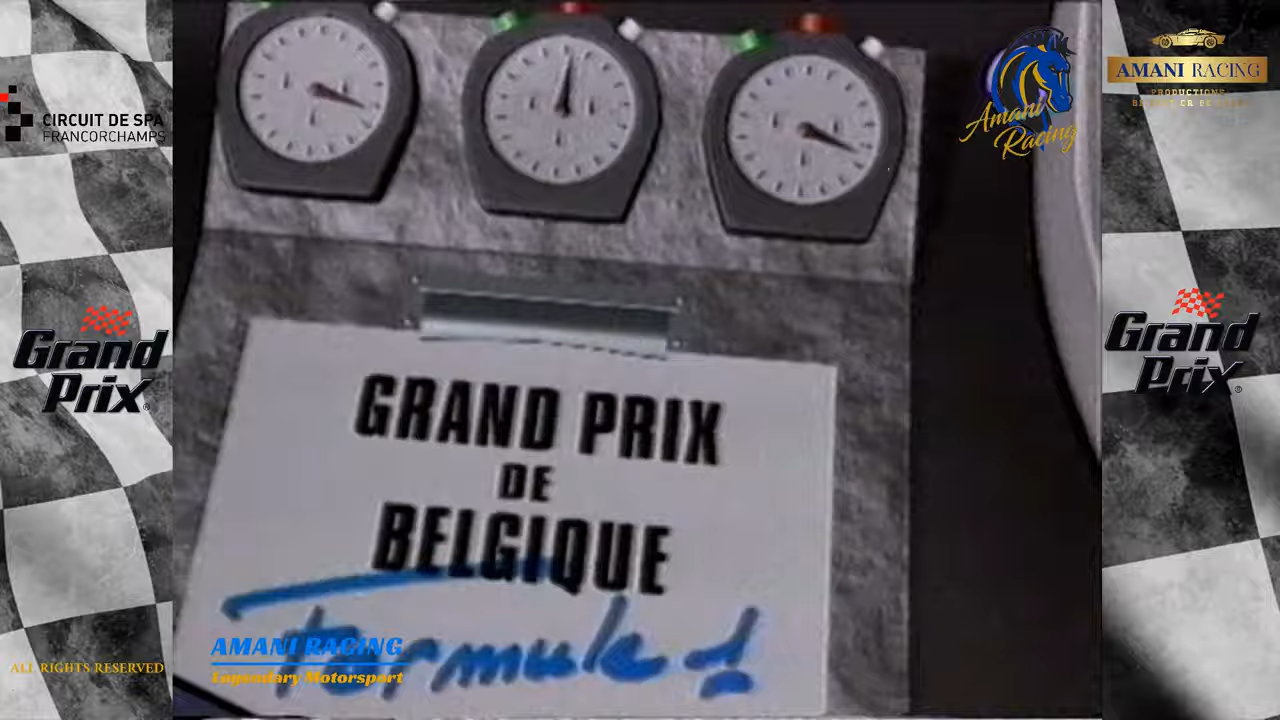 CIRCUIT DE SPA
FRANCORCHAMPS
Grand
Prix
ALL RIGHTS RESERVED
GRAND PRIX
DE
BELGIQUE
Formule 1
AMANI RACING
Legendary Motorsport
Amani
Racing
AMANI RACING
PRODUCTIONS
Grand
Prix